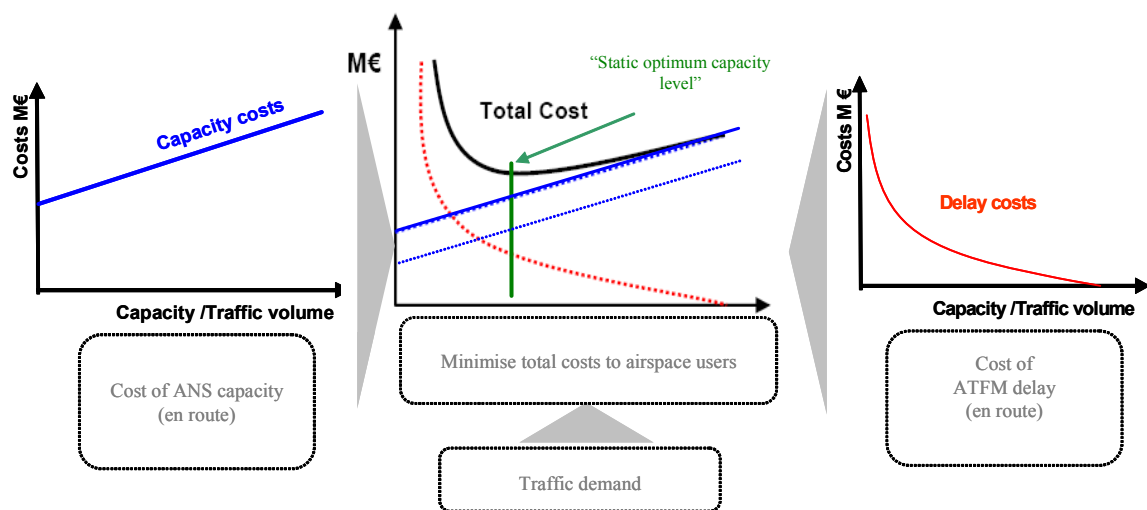 Costs M€
Capacity costs
Capacity /Traffic volume
Cost of ANS capacity
(en route)
M€
Total Cost
“Static optimum capacity
level”
Minimise total costs to airspace users
Traffic demand
Costs M €
Delay costs
Capacity /Traffic volume
Cost of
ATFM delay
(en route)